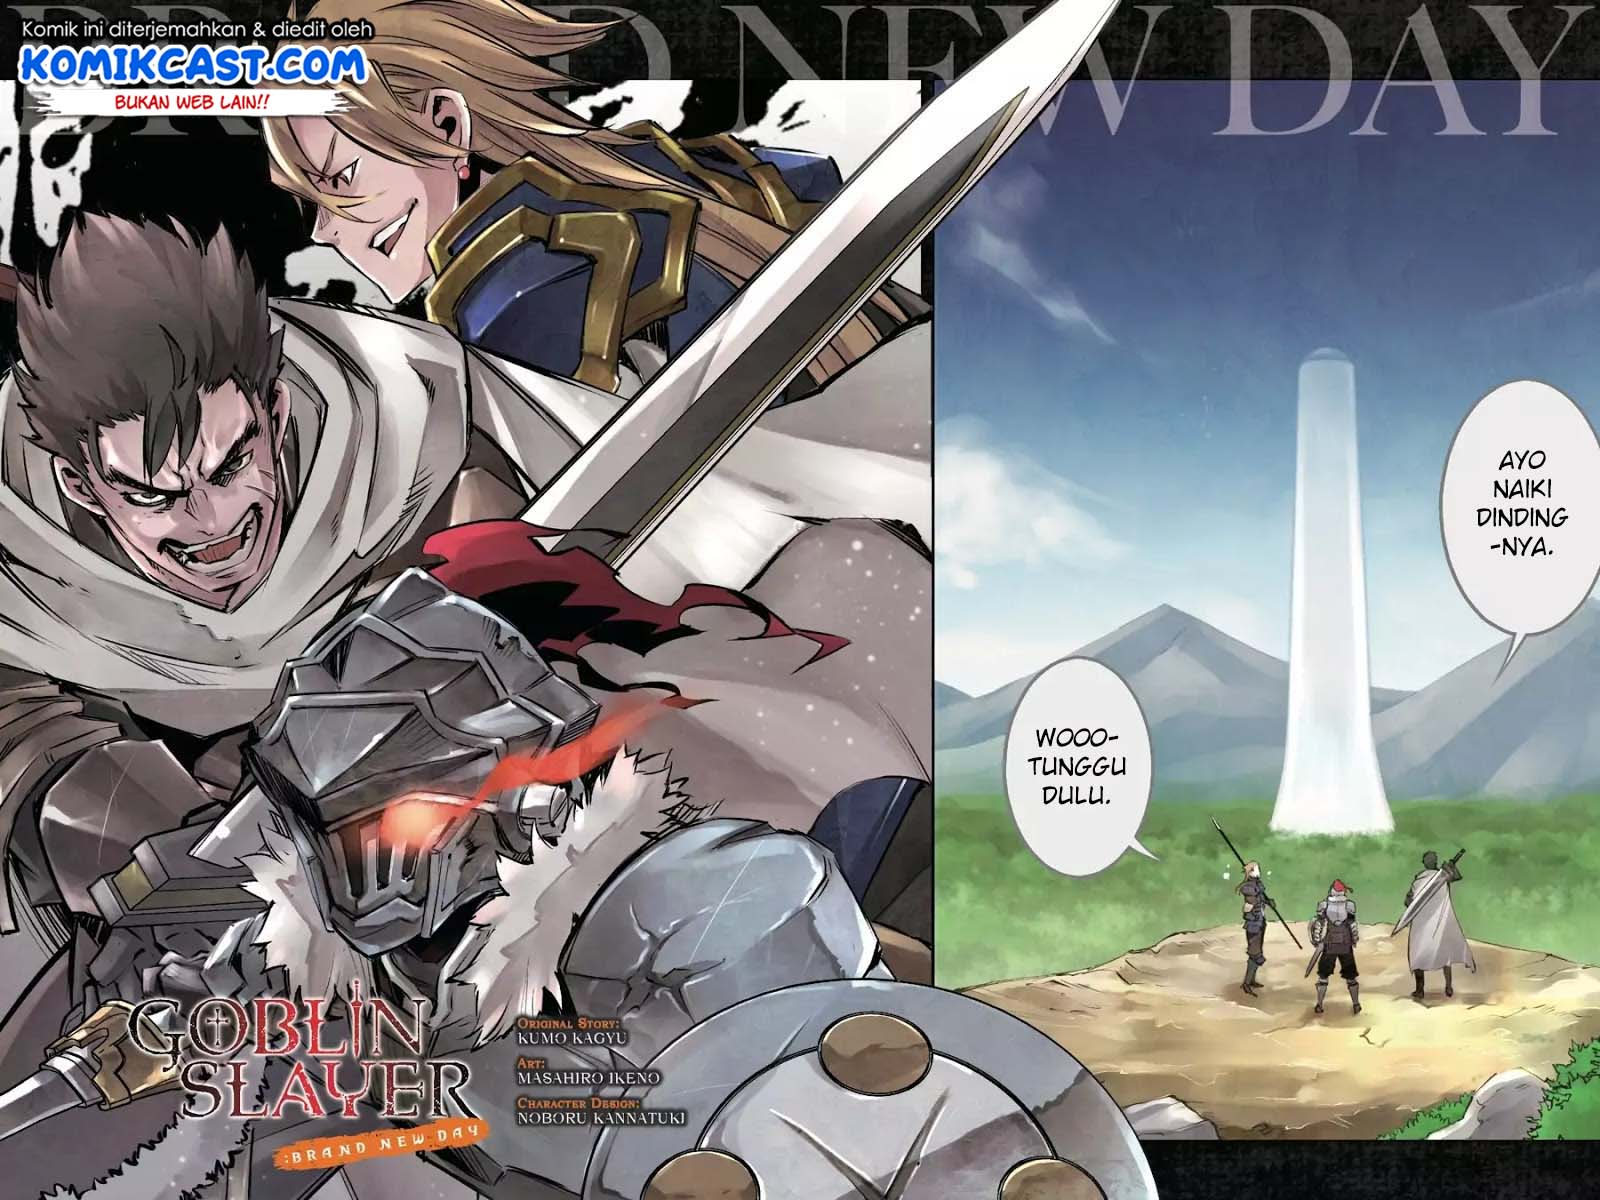 BRAND NEW DAY
Komik ini diterjemahkan & diedit oleh
KOMIKCAST.COM
BUKAN WEB LAIN!!
AYO
NAIKI
DINDING
-NYA.
WOOO-
TUNGGU
DULU.
GOBLIN
SLAYER
:BRAND NEW DAY
ORIGINAL STORY:
KUMO KAGYU
ART:
MASAHIRO IKENO
CHARACTER DESIGN:
NOBORU KANNATUKI